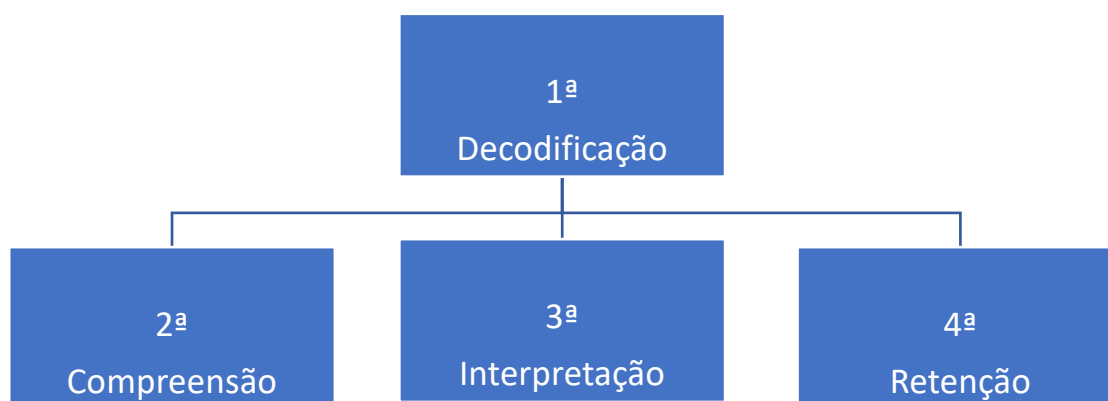 1ª
Decodificação
2ª
Compreensão
3ª
Interpretação
4ª
Retenção